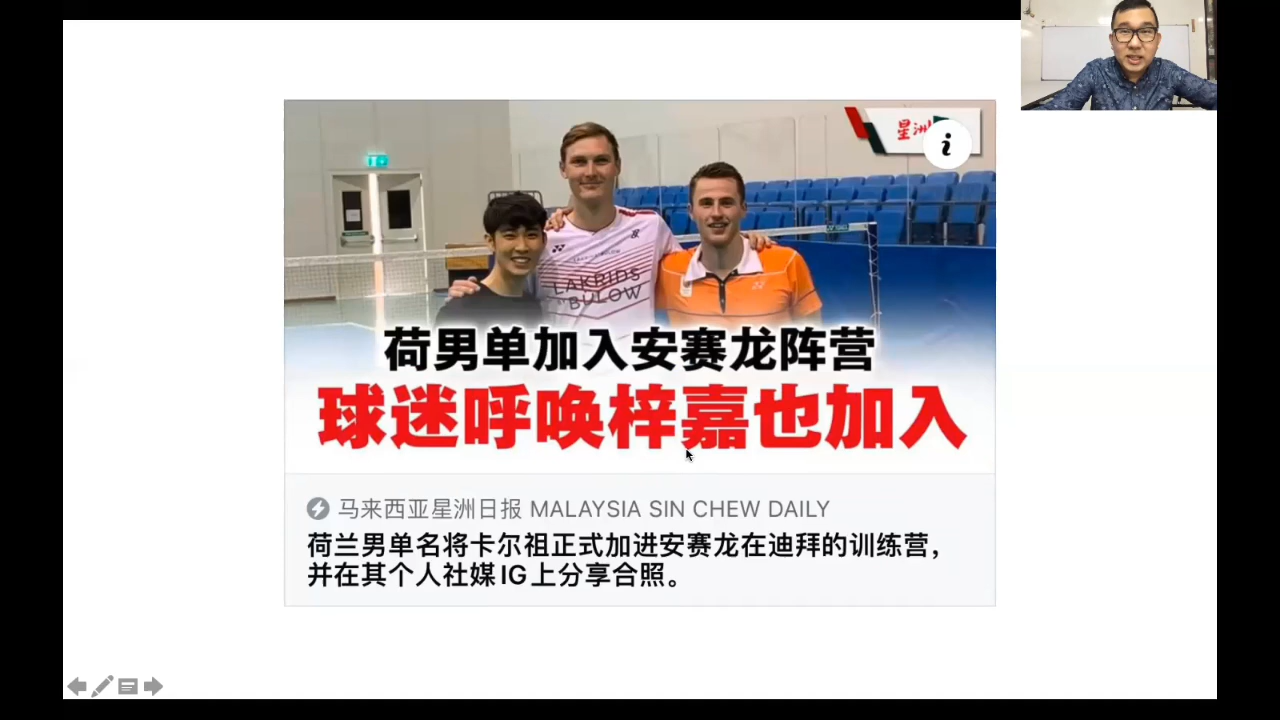 星洲
LAKRIDS
BÜLOW
荷男单加入安赛龙阵营
球迷呼唤梓嘉也加入
马来西亚星洲日报 MALAYSIA SIN CHEW DAILY
荷兰男单名将卡尔祖正式加进安赛龙在迪拜的训练营，
并在其个人社媒IG上分享合照。